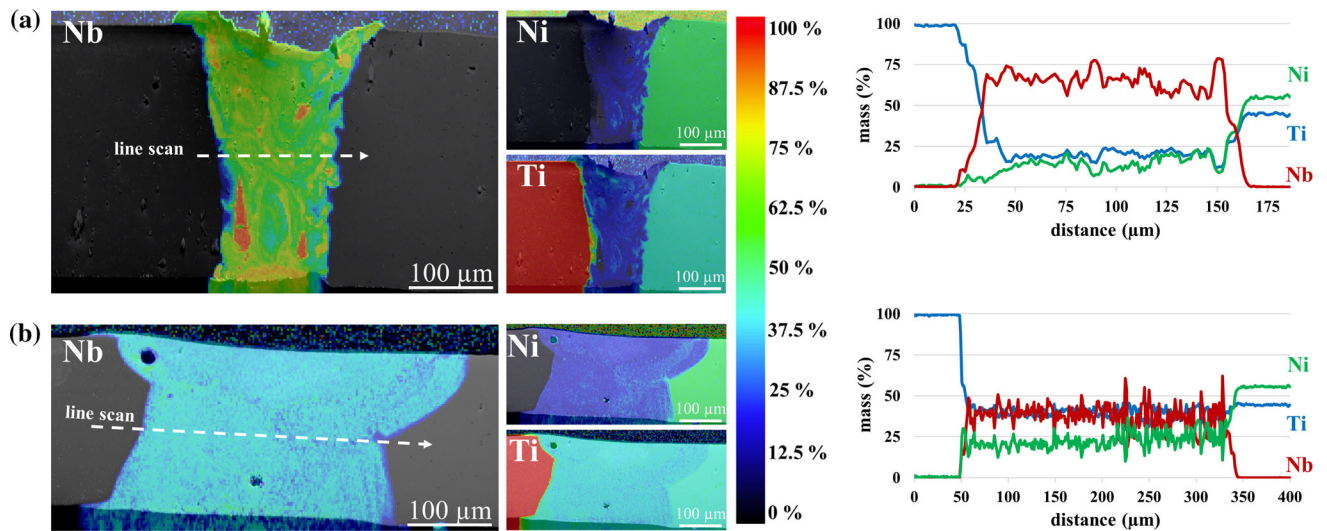 (a)
Nb
line scan
100 µm
Ni
100 µm
Ti
100 µm
100 %
87.5 %
75 %
62.5 %
50 %
37.5 %
25 %
12.5 %
0 %
mass (%)
100
75
50
25
0
0 25 50 75 100 125 150 175
distance (µm)
Ni
Ti
Nb
(b)
Nb
line scan
100 µm
Ni
100 µm
Ti
100 µm
mass (%)
100
75
50
25
0
0 50 100 150 200 250 300 350 400
distance (µm)
Ni
Ti
Nb